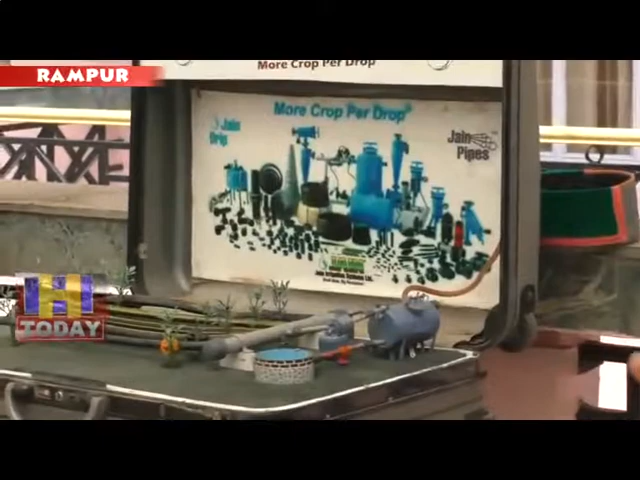 More Crop Per Drop
RAMPUR
More Crop Per Drop
Jain
Drip
Jain
Pipes
H
TODAY